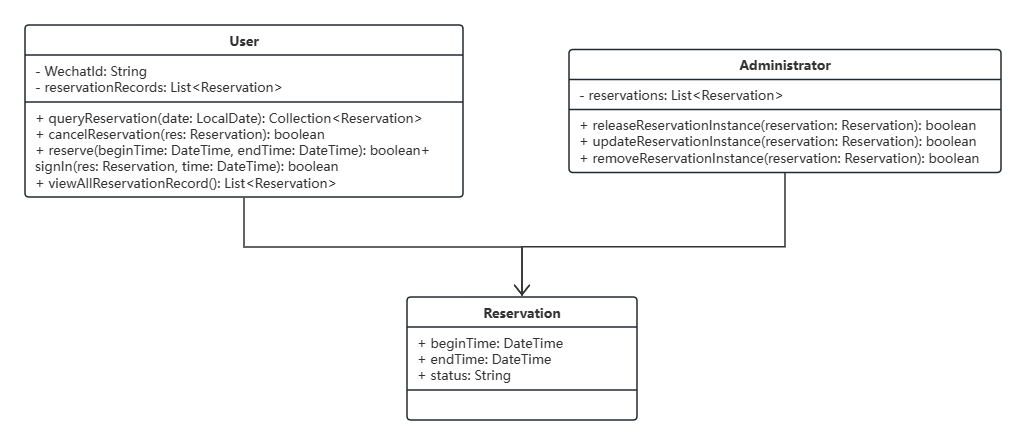 User
- WechatId: String
- reservationRecords: List<Reservation>
+ queryReservation(date: LocalDate): Collection<Reservation>
+ cancelReservation(res: Reservation): boolean
+ reserve(beginTime: DateTime, endTime: DateTime): boolean+
signIn(res: Reservation, time: DateTime): boolean
+ viewAllReservationRecord(): List<Reservation>
Administrator
- reservations: List<Reservation>
+ releaseReservationInstance(reservation: Reservation): boolean
+ updateReservationInstance(reservation: Reservation): boolean
+ removeReservationInstance(reservation: Reservation): boolean
Reservation
+ beginTime: DateTime
+ endTime: DateTime
+ status: String